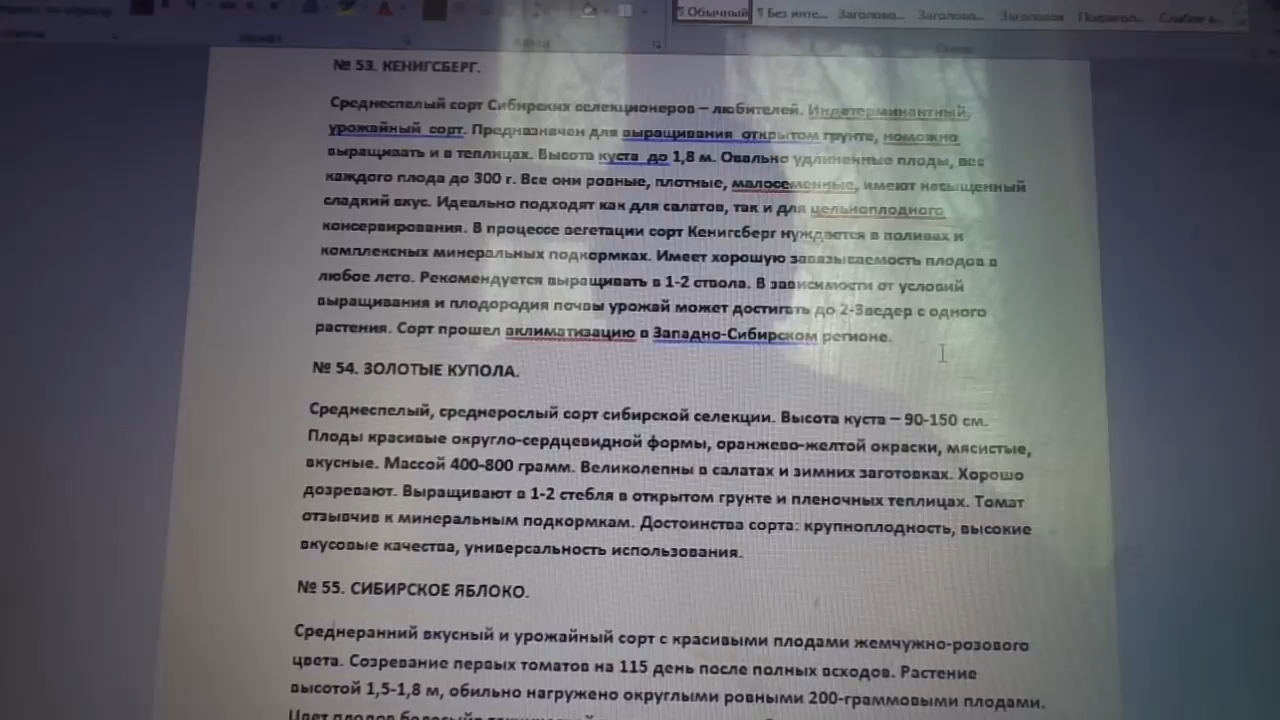 Обычный
Без инте...
Заголово...
Заголово...
Заголовок
Подзагол...
Слабое в...
№ 53. КЕНИГСБЕРГ.
Среднеспелый сорт Сибирских селекционеров – любителей. Индетерминантный,
урожайный сорт. Предназначен для выращивания открытом грунте, номожно
выращивать и в теплицах. Высота куста до 1,8 м. Овально удлиненные плоды, вес
каждого плода до 300 г. Все они ровные, плотные, малосеменные, имеют насыщенный
сладкий вкус. Идеально подходят как для салатов, так и для цельноплодного
консервирования. В процессе вегетации сорт Кенигсберг нуждается в поливах и
комплексных минеральных подкормках. Имеет хорошую завязываемость плодов в
любое лето. Рекомендуется выращивать в 1-2 ствола. В зависимости от условий
выращивания и плодородия почвы урожай может достигать до 2-3ведер с одного
растения. Сорт прошел аклиматизацию в Западно-Сибирском регионе.
№ 54. ЗОЛОТЫЕ КУПОЛА.
Среднеспелый, среднерослый сорт сибирской селекции. Высота куста – 90-150 см.
Плоды красивые округло-сердцевидной формы, оранжево-желтой окраски, мясистые,
вкусные. Массой 400-800 грамм. Великолепны в салатах и зимних заготовках. Хорошо
дозревают. Выращивают в 1-2 стебля в открытом грунте и пленочных теплицах. Томат
отзывчив к минеральным подкормкам. Достоинства сорта: крупноплодность, высокие
вкусовые качества, универсальность использования.
№ 55. СИБИРСКОЕ ЯБЛОКО.
Среднеранний вкусный и урожайный сорт с красивыми плодами жемчужно-розового
цвета. Созревание первых томатов на 115 день после полных всходов. Растение
высотой 1,5-1,8 м, обильно нагружено округлыми ровными 200-граммовыми плодами.
Цвет плодов